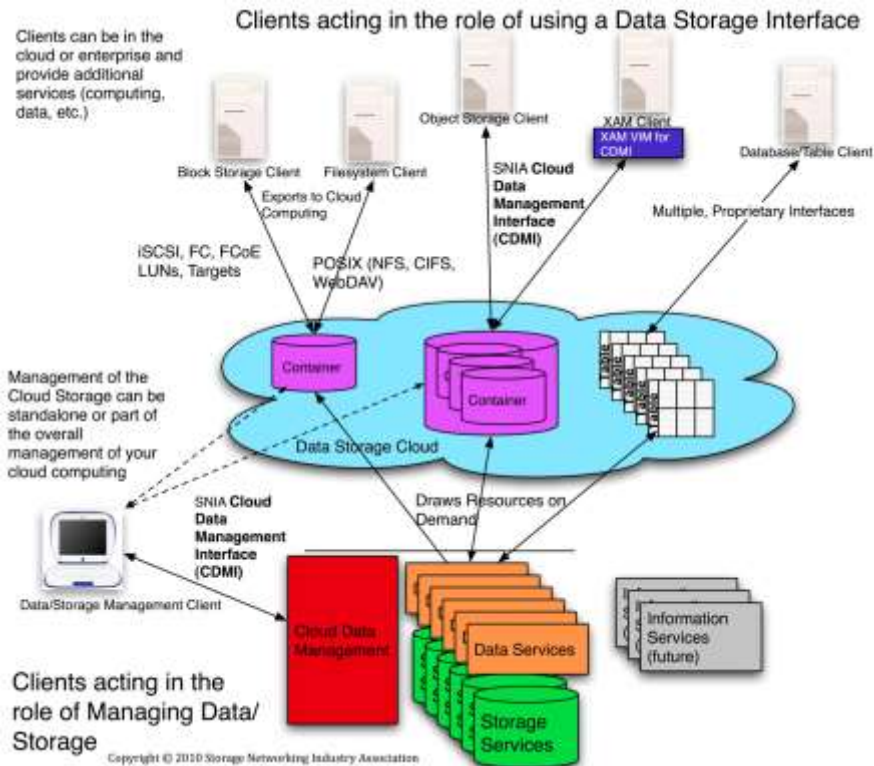 Clients acting in the role of using a Data Storage Interface
Clients can be in the
cloud or enterprise and
provide additional
services (computing,
data, etc.)
Block Storage Client
Filesystem Client
Object Storage Client
XAM Client
XAM VIM for
CDMI
Database/Table Client
Exports to Cloud
Computing
SNIA Cloud
Data
Management
Interface
(CDMI)
Multiple, Proprietary Interfaces
iSCSI, FC, FCoE
LUNs, Targets
POSIX (NFS, CIFS,
WebDAV)
Container
Container
Table
Table
Table
Table
Table
Data Storage Cloud
Management of the
Cloud Storage can be
standalone or part of
the overall
management of your
cloud computing
SNIA Cloud
Data
Management
Interface
(CDMI)
Draws Resources on
Demand
Data/Storage Management Client
Cloud Data
Management
Data Services
Storage
Services
Information
Services
(future)
Clients acting in the
role of Managing Data/
Storage
Copyright © 2010 Storage Networking Industry Association